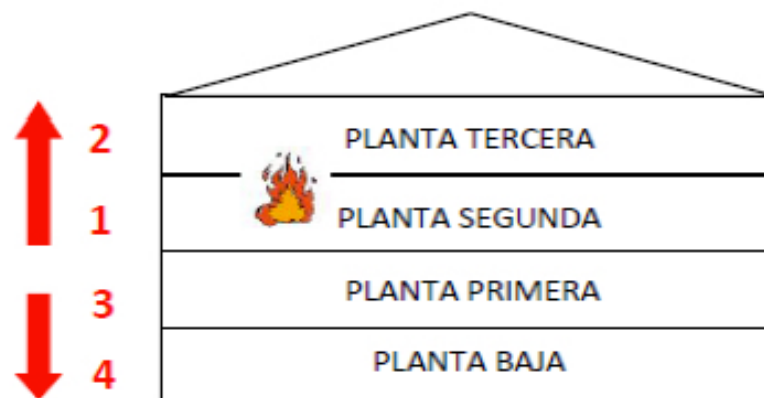 2 PLANTA TERCERA
1 PLANTA SEGUNDA
3 PLANTA PRIMERA
4 PLANTA BAJA